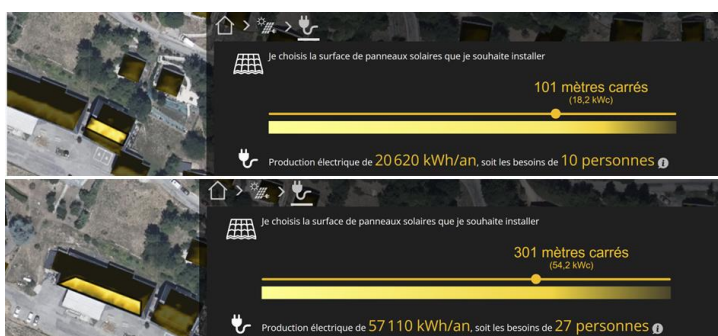 Je choisis la surface de panneaux solaires que je souhaite installer
101 mètres carrés
(18,2 kWc)
Production électrique de 20 620 kWh/an, soit les besoins de 10 personnes i
Je choisis la surface de panneaux solaires que je souhaite installer
301 mètres carrés
(54,2 kWc)
Production électrique de 57 110 kWh/an, soit les besoins de 27 personnes i